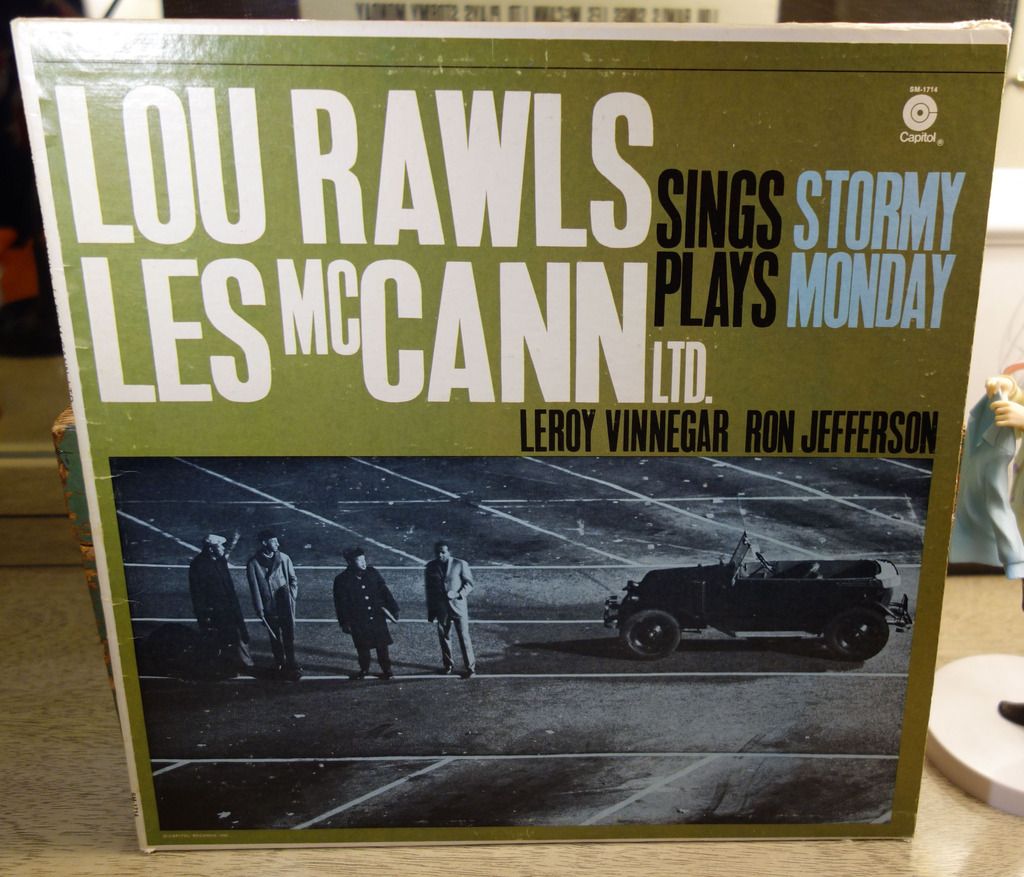 SM-1714
Capitol®
LOU RAWLS SINGS STORMY
LES McCANN LTD. PLAYS MONDAY
LEROY VINNEGAR RON JEFFERSON